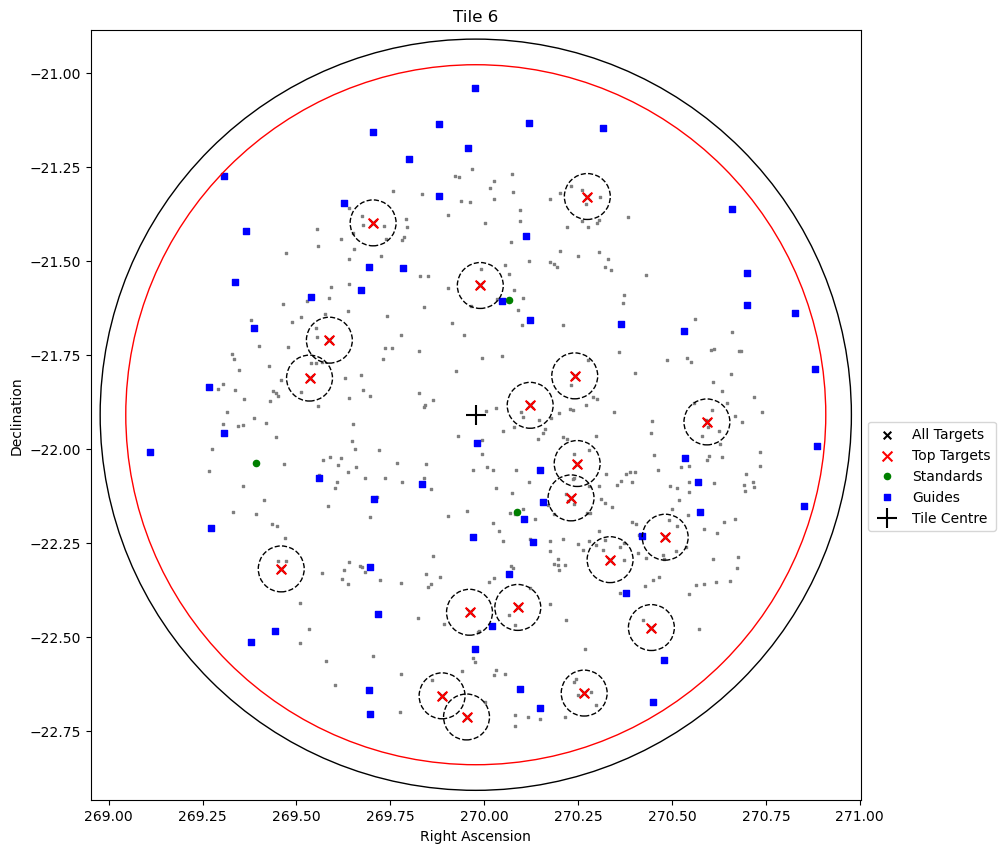 Tile 6
−21.00
−21.25
−21.50
−21.75
−22.00
−22.25
−22.50
−22.75
Declination
269.00 269.25 269.50 269.75 270.00 270.25 270.50 270.75 271.00
Right Ascension
All Targets
Top Targets
Standards
Guides
Tile Centre